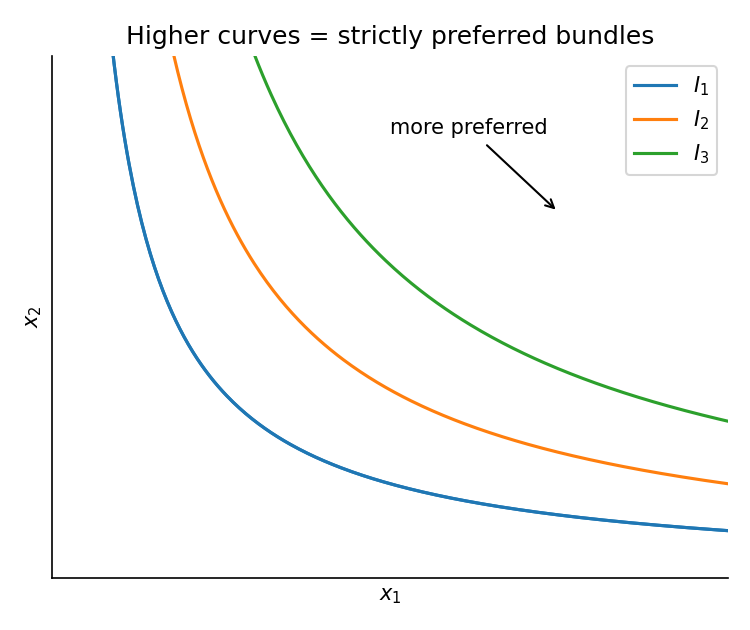 Higher curves = strictly preferred bundles
more preferred
I₁
I₂
I₃
x₂
x₁